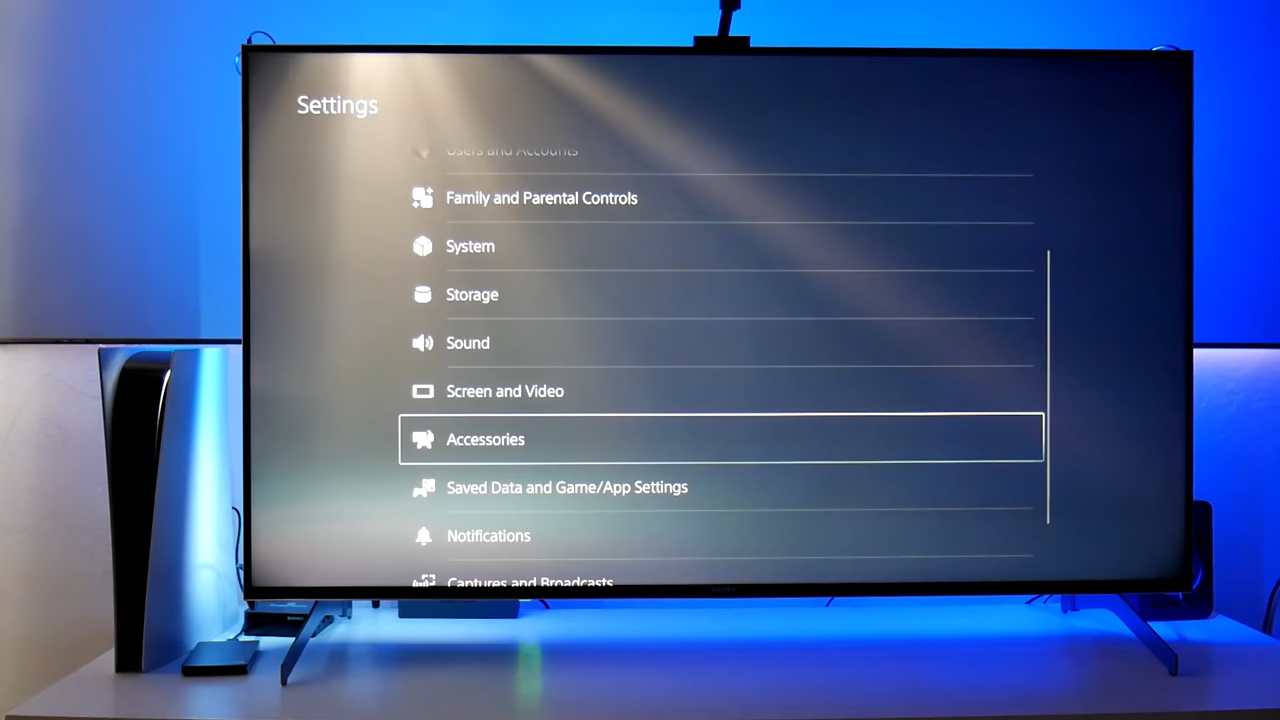 Settings
Users and Accounts
Family and Parental Controls
System
Storage
Sound
Screen and Video
Accessories
Saved Data and Game/App Settings
Notifications
Captures and Broadcasts
SONY